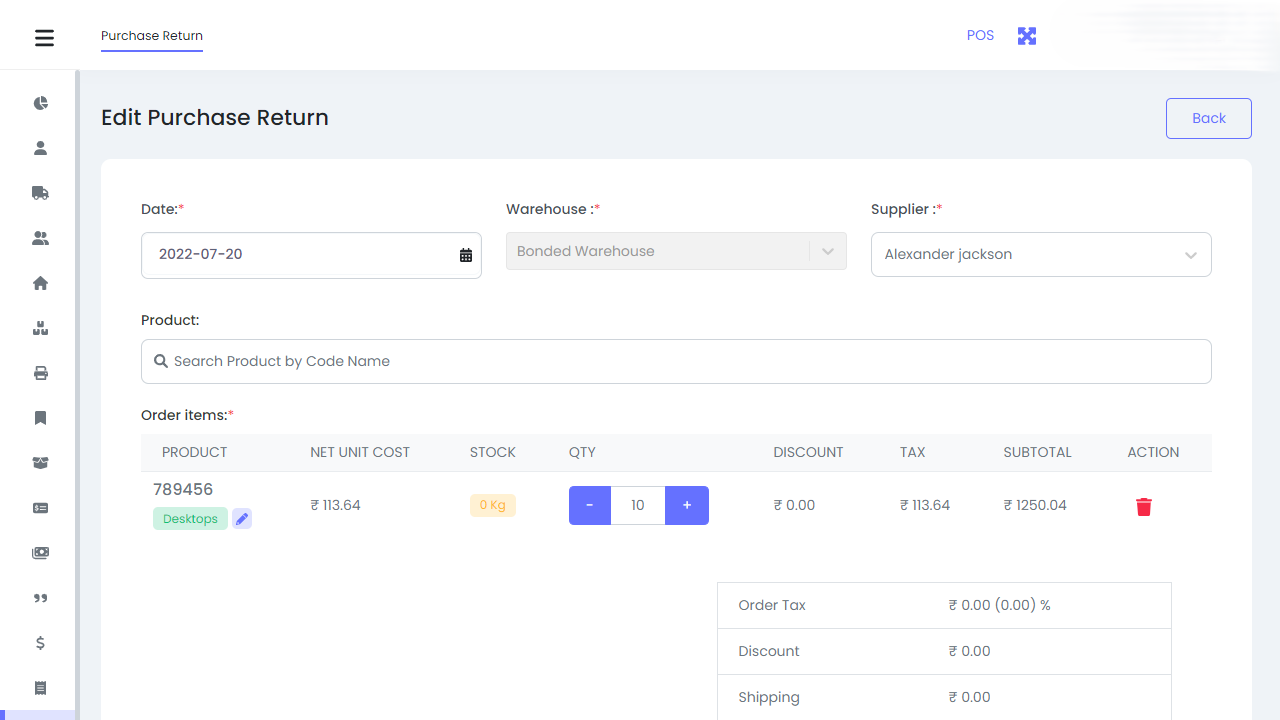 Purchase Return
POS
Edit Purchase Return
Back
Date:*
Warehouse :*
Supplier :*
2022-07-20
Bonded Warehouse
Alexander jackson
Product:
Search Product by Code Name
Order items:*
PRODUCT NET UNIT COST STOCK QTY DISCOUNT TAX SUBTOTAL ACTION
789456
Desktops
₹ 113.64
0 Kg
- 10 +
₹ 0.00
₹ 113.64
₹ 1250.04
Order Tax ₹ 0.00 (0.00) %
Discount ₹ 0.00
Shipping ₹ 0.00